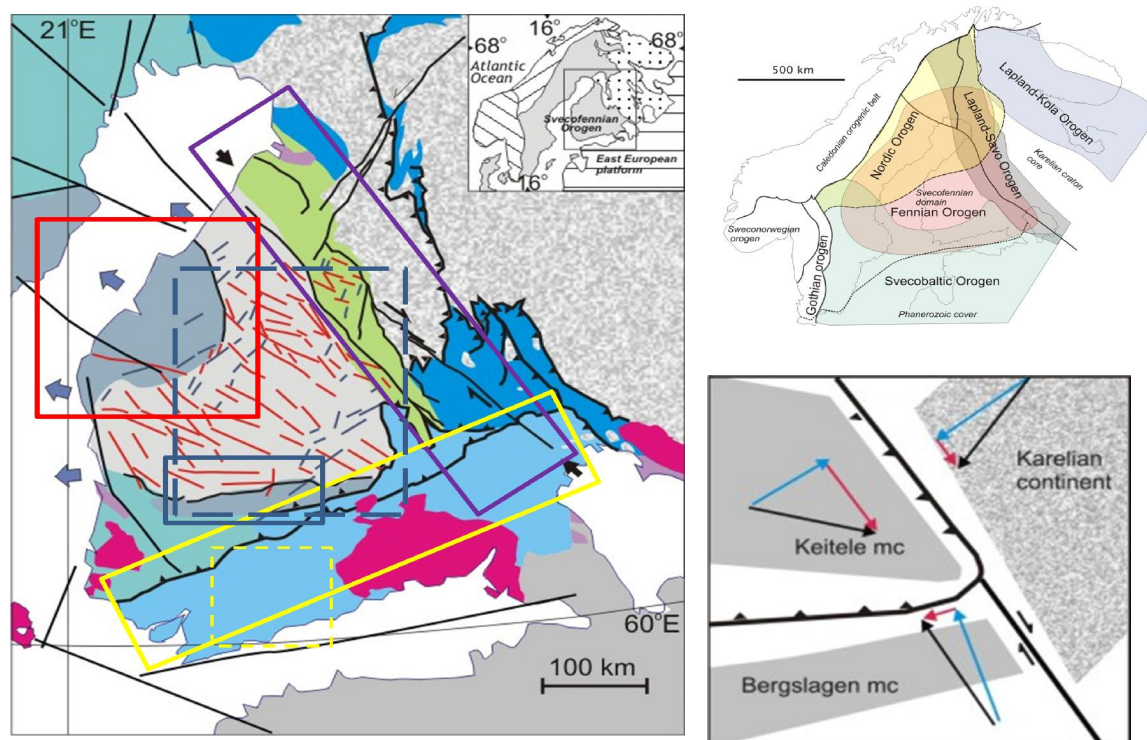 21°E
16°
68°
68°
Atlantic
Ocean
Svecofennian
Orogen
East European
platform
16°
60°E
100 km
500 km
Caledonian orogenic belt
Nordic Orogen
Lapland-Savo Orogen
Lapland-Kola Orogen
Karelian craton
core
Svecofennian
domain
Fennian Orogen
Sweconorwegian
orogen
Gothian orogen
Svecobaltic Orogen
Phanerozoic cover
Karelian
continent
Keitele mc
Bergslagen mc